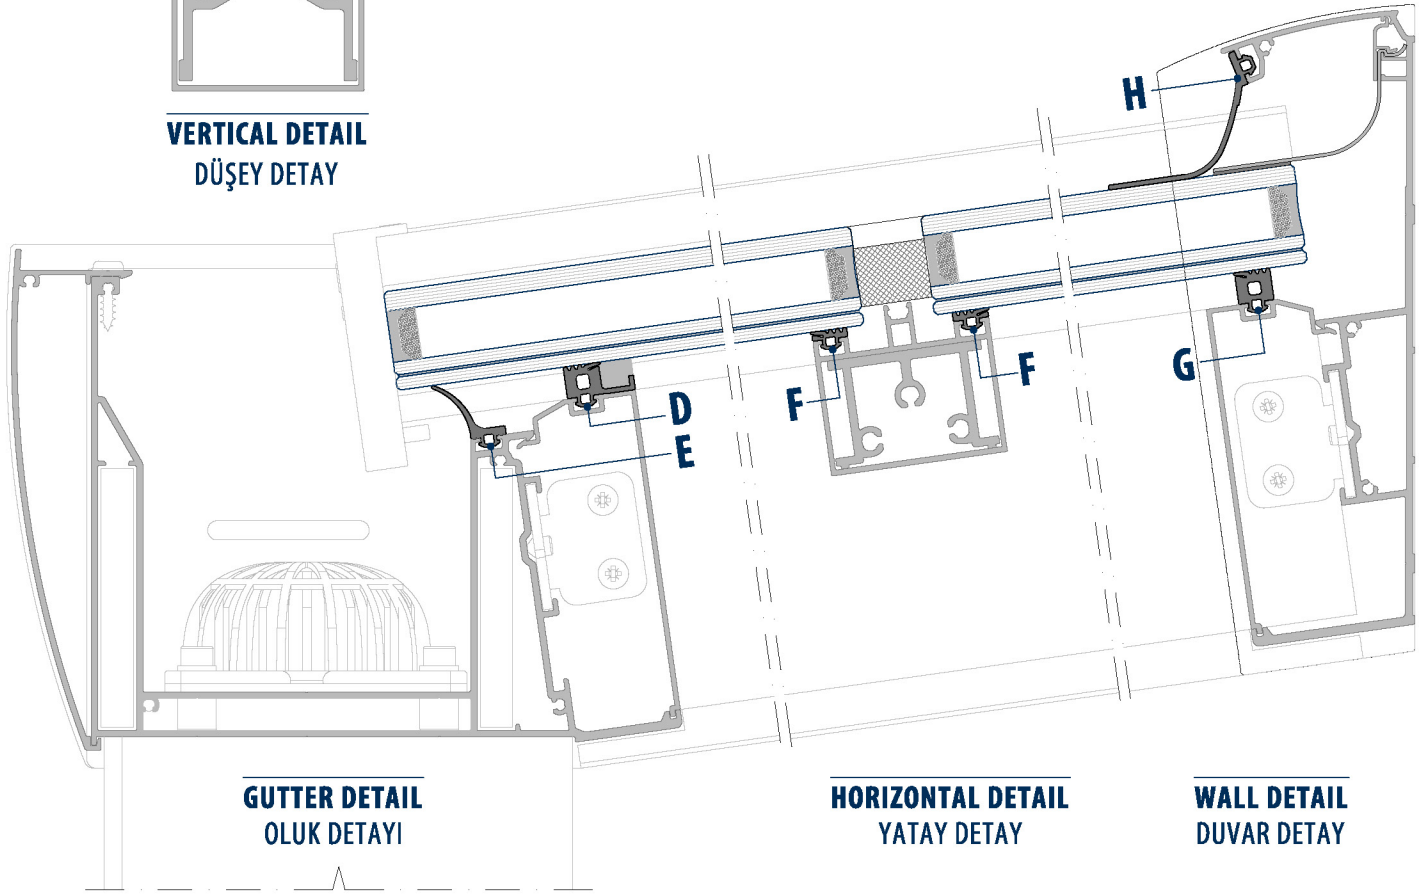 VERTICAL DETAIL
DÜŞEY DETAY
H
D
E
F
F
G
GUTTER DETAIL
OLUK DETAYI
HORIZONTAL DETAIL
YATAY DETAY
WALL DETAIL
DUVAR DETAY